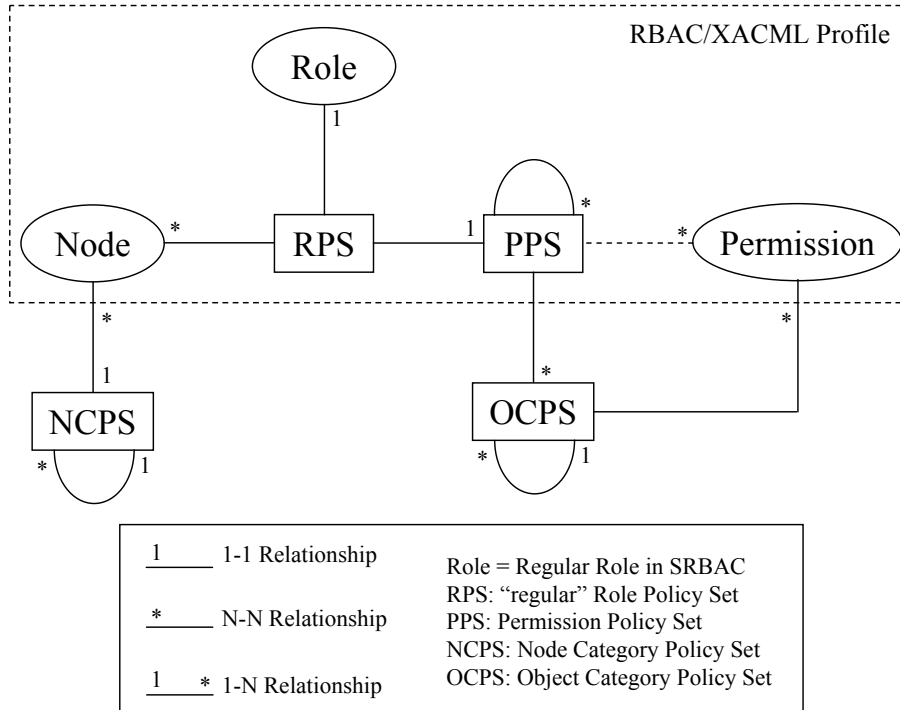 RBAC/XACML Profile
Role
1
Node
*
RPS
1
PPS
*
*
Permission
*
1
NCPS
*
1
*
OCPS
*
1
*
1
1-1 Relationship
*
N-N Relationship
1 *
1-N Relationship
Role = Regular Role in SRBAC
RPS: “regular” Role Policy Set
PPS: Permission Policy Set
NCPS: Node Category Policy Set
OCPS: Object Category Policy Set